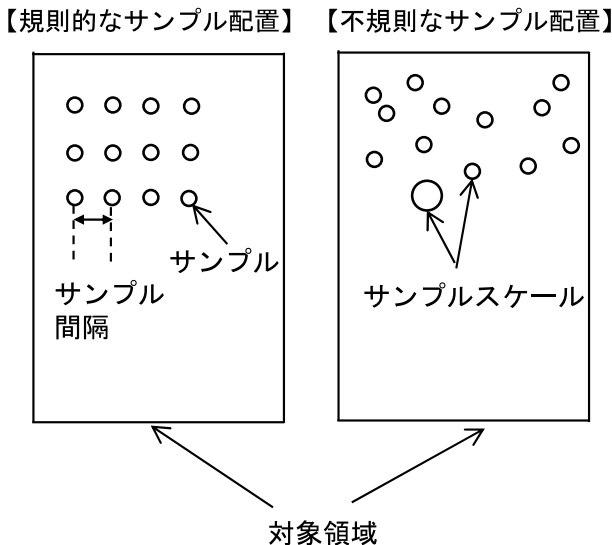 【規則的なサンプル配置】
【不規則なサンプル配置】
サンプル
サンプル
間隔
サンプルスケール
対象領域